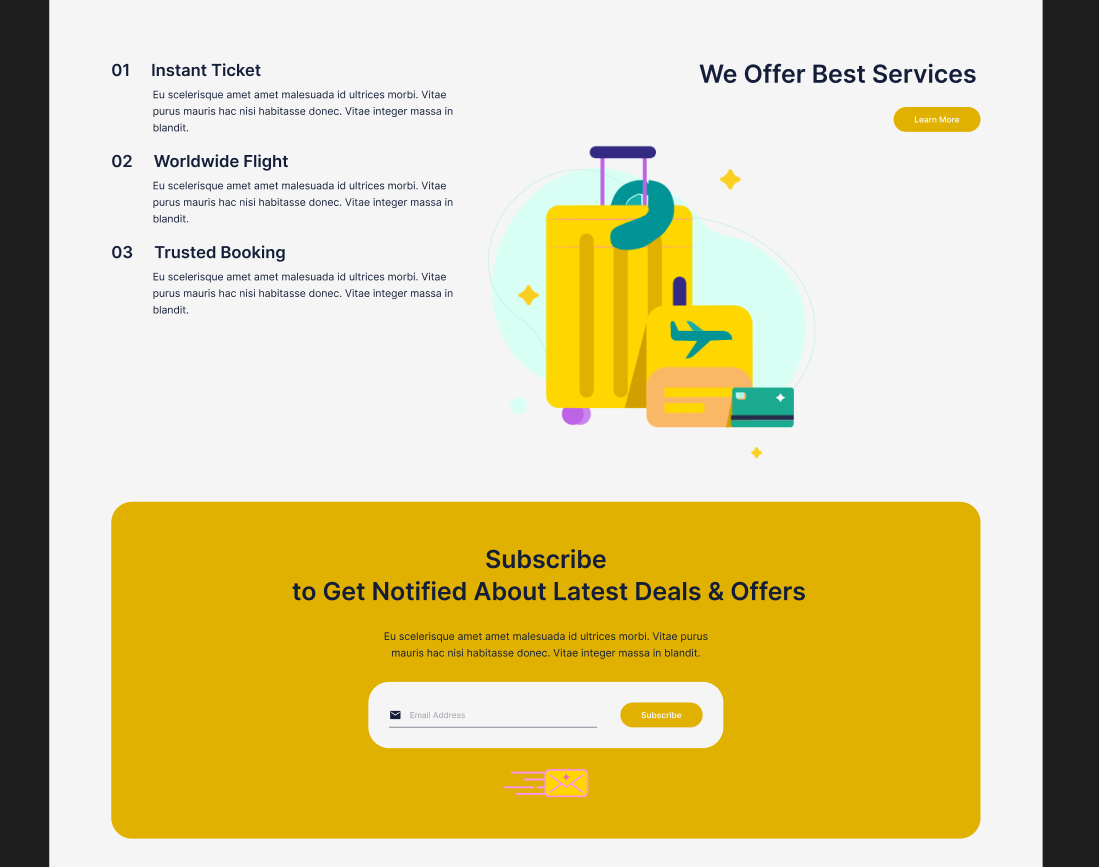 01 Instant Ticket
Eu scelerisque amet amet malesuada id ultrices morbi. Vitae
purus mauris hac nisi habitasse donec. Vitae integer massa in
blandit.
02 Worldwide Flight
Eu scelerisque amet amet malesuada id ultrices morbi. Vitae
purus mauris hac nisi habitasse donec. Vitae integer massa in
blandit.
03 Trusted Booking
Eu scelerisque amet amet malesuada id ultrices morbi. Vitae
purus mauris hac nisi habitasse donec. Vitae integer massa in
blandit.
We Offer Best Services
Learn More
Subscribe
to Get Notified About Latest Deals & Offers
Eu scelerisque amet amet malesuada id ultrices morbi. Vitae purus
mauris hac nisi habitasse donec. Vitae integer massa in blandit.
Email Address
Subscribe